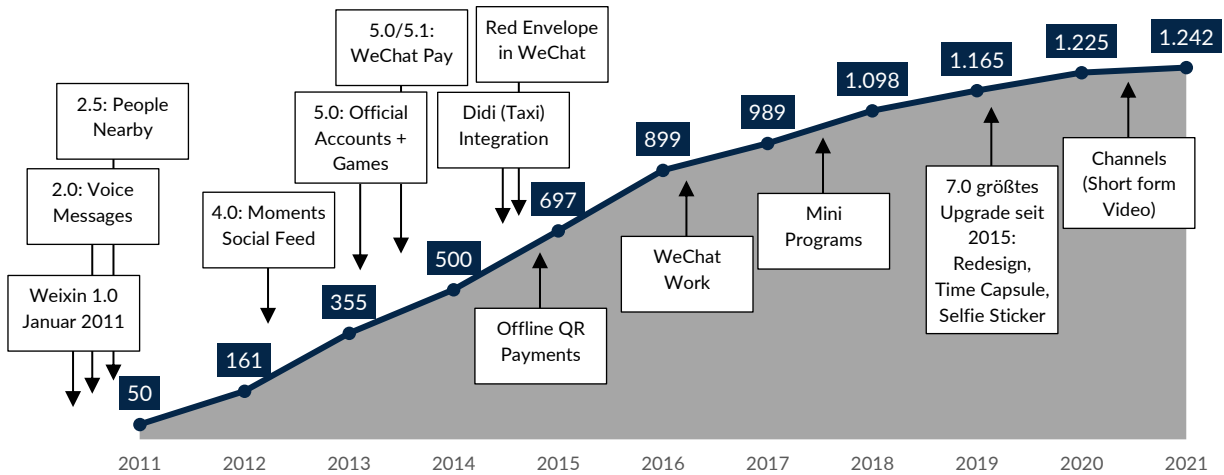 5.0/5.1:
WeChat Pay
Red Envelope
in WeChat
2.5: People
Nearby
5.0: Official
Accounts +
Games
Didi (Taxi)
Integration
2.0: Voice
Messages
4.0: Moments
Social Feed
Weixin 1.0
Januar 2011
Offline QR
Payments
WeChat
Work
Mini
Programs
7.0 größtes
Upgrade seit
2015:
Redesign,
Time Capsule,
Selfie Sticker
Channels
(Short form
Video)
50
161
355
500
697
899
989
1.098
1.165
1.225
1.242
2011
2012
2013
2014
2015
2016
2017
2018
2019
2020
2021